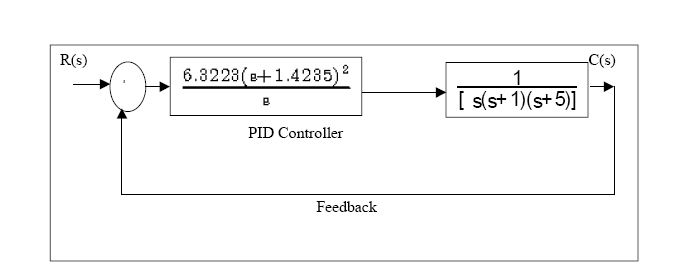 R(s)
C(s)
6.3223(s+1.4235)²
s
1
[ s(s+1)(s+5)]
PID Controller
Feedback